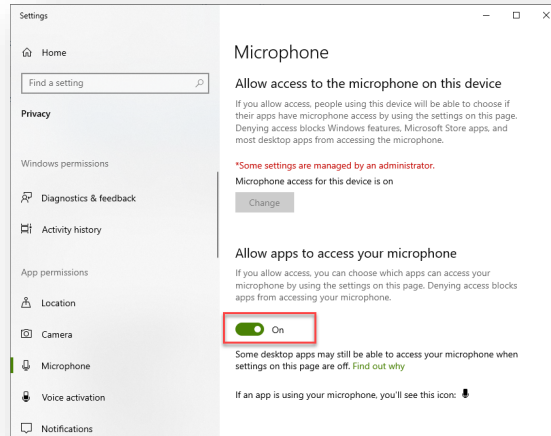 Settings
Home
Find a setting
Privacy
Windows permissions
Diagnostics & feedback
Activity history
App permissions
Location
Camera
Microphone
Voice activation
Notifications
Microphone
Allow access to the microphone on this device
If you allow access, people using this device will be able to choose if
their apps have microphone access by using the settings on this page.
Denying access blocks Windows features, Microsoft Store apps, and
most desktop apps from accessing the microphone.
*Some settings are managed by an administrator.
Microphone access for this device is on
Change
Allow apps to access your microphone
If you allow access, you can choose which apps can access your
microphone by using the settings on this page. Denying access blocks
apps from accessing your microphone.
On
Some desktop apps may still be able to access your microphone when
settings on this page are off. Find out why
If an app is using your microphone, you'll see this icon: